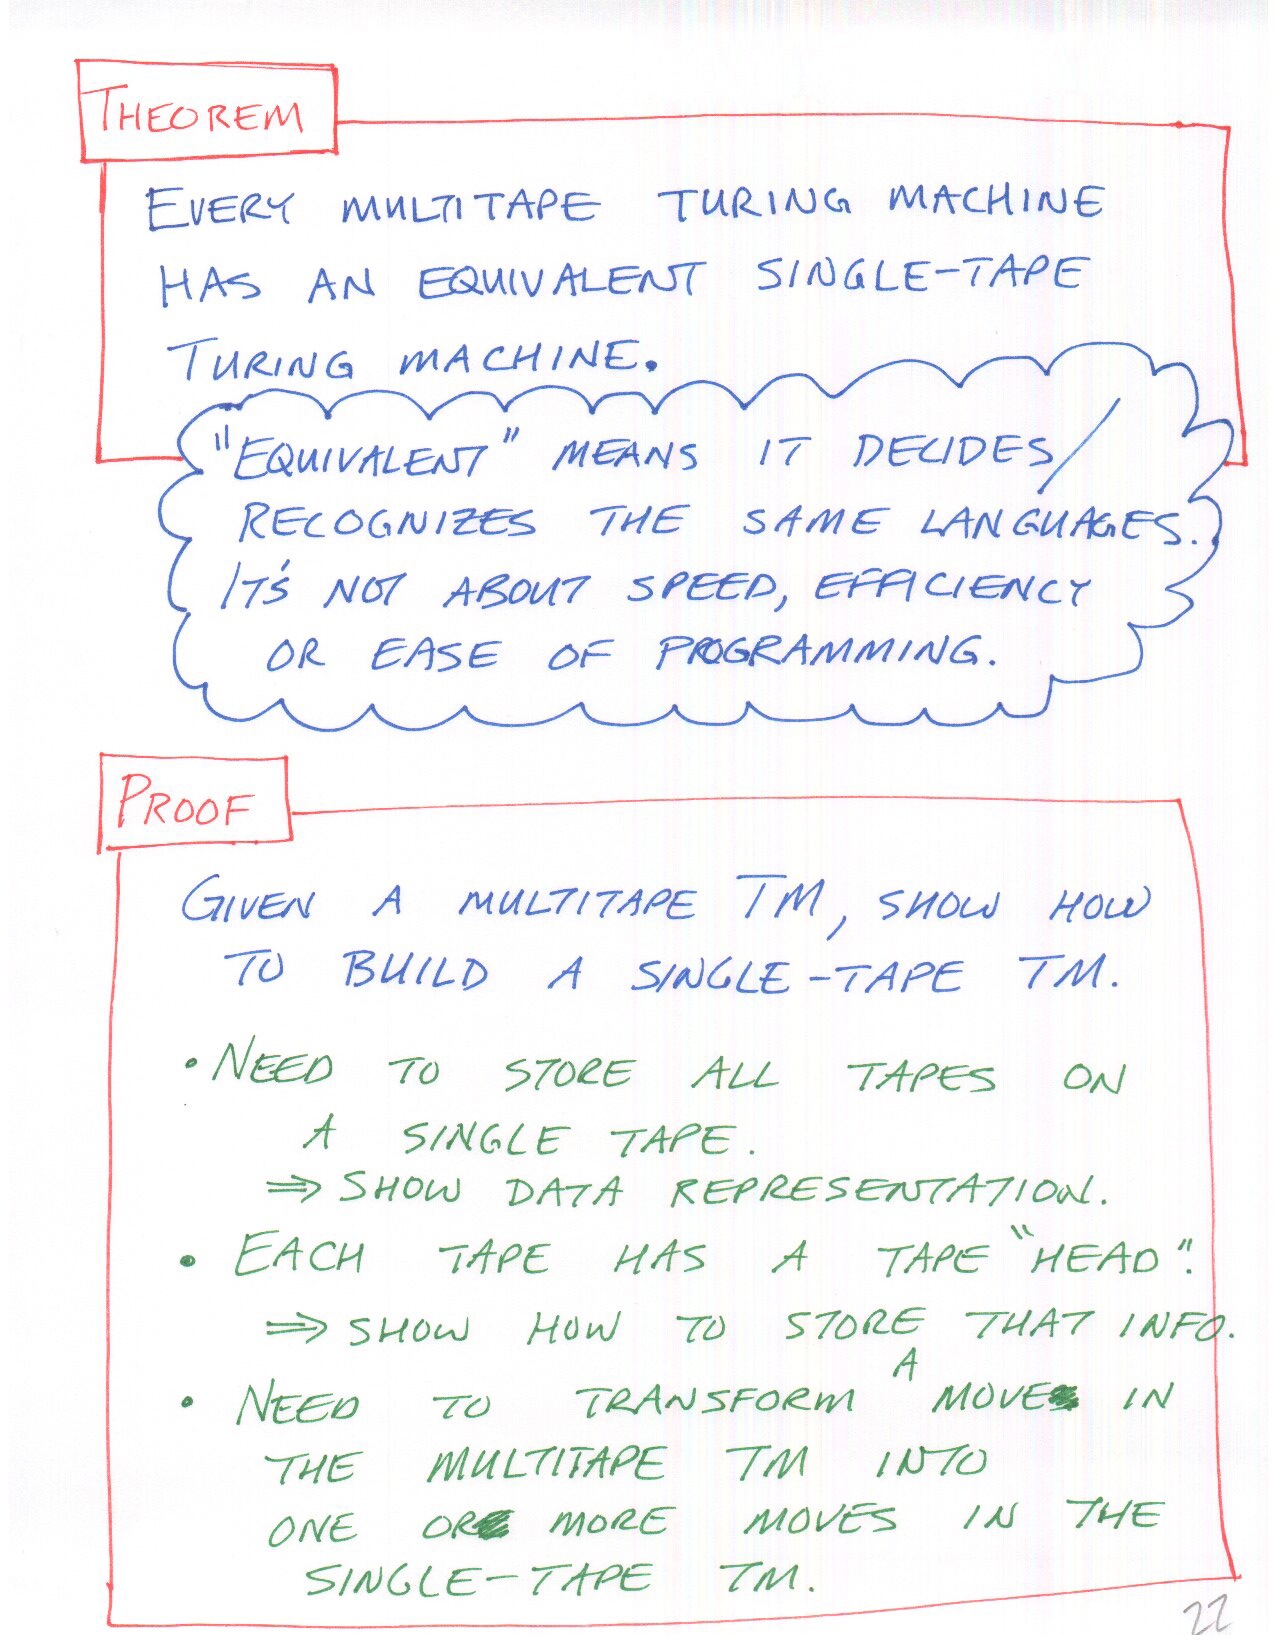 THEOREM
EVERY MULTITAPE TURING MACHINE
HAS AN EQUIVALENT SINGLE-TAPE
TURING MACHINE.
"EQUIVALENT" MEANS IT DECIDES/
RECOGNIZES THE SAME LANGUAGES.
IT'S NOT ABOUT SPEED, EFFICIENCY
OR EASE OF PROGRAMMING.
PROOF
GIVEN A MULTITAPE TM, SHOW HOW
TO BUILD A SINGLE-TAPE TM.
• NEED TO STORE ALL TAPES ON
A SINGLE TAPE.
⇒ SHOW DATA REPRESENTATION.
• EACH TAPE HAS A TAPE "HEAD".
⇒ SHOW HOW TO STORE THAT INFO.
• NEED TO TRANSFORM A MOVE IN
THE MULTITAPE TM INTO
ONE OR MORE MOVES IN THE
SINGLE-TAPE TM.
22